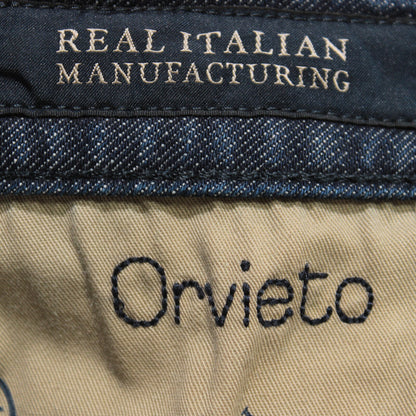 REAL ITALIAN
MANUFACTURING
Orvieto